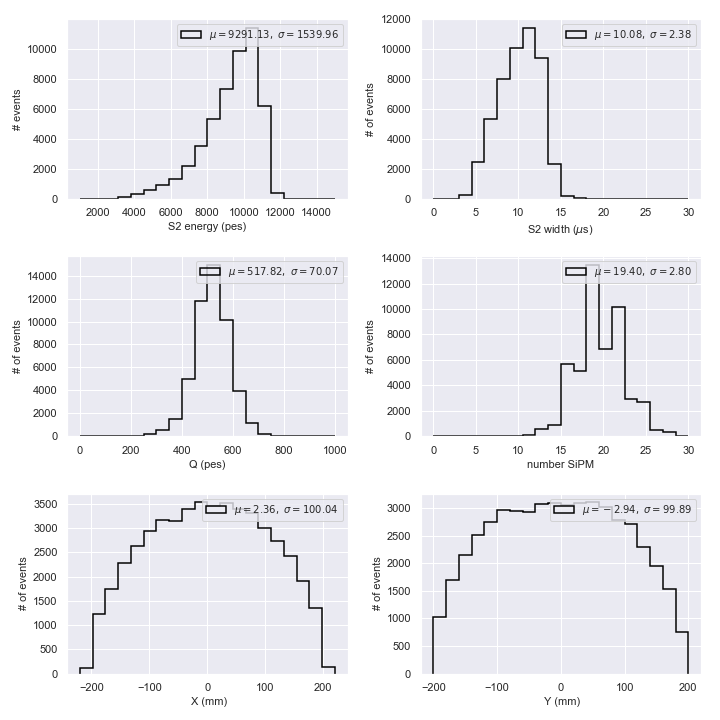 μ = 9291.13, σ = 1539.96
# events
10000
8000
6000
4000
2000
0
2000 4000 6000 8000 10000 12000 14000
S2 energy (pes)
μ = 10.08, σ = 2.38
# of events
12000
10000
8000
6000
4000
2000
0
0 5 10 15 20 25 30
S2 width (μs)
μ = 517.82, σ = 70.07
# of events
14000
12000
10000
8000
6000
4000
2000
0
0 200 400 600 800 1000
Q (pes)
μ = 19.40, σ = 2.80
# of events
14000
12000
10000
8000
6000
4000
2000
0
0 5 10 15 20 25 30
number SiPM
μ = 2.36, σ = 100.04
# of events
3500
3000
2500
2000
1500
1000
500
0
−200 −100 0 100 200
X (mm)
μ = −2.94, σ = 99.89
# of events
3000
2500
2000
1500
1000
500
0
−200 −100 0 100 200
Y (mm)